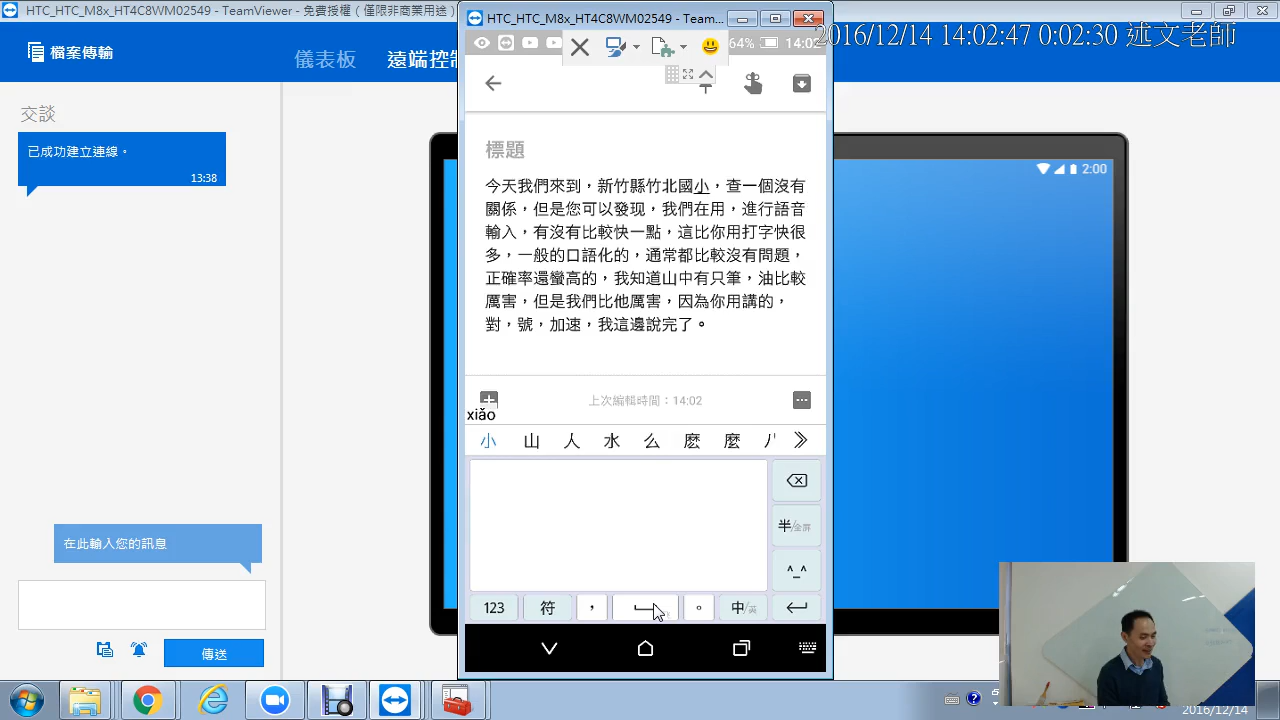 HTC_HTC_M8x_HT4C8WM02549 - TeamViewer - 免費授權 (僅限非商業用途)
HTC_HTC_M8x_HT4C8WM02549 - Team...
2016/12/14 14:02:47 0:02:30 述文老師
檔案傳輸
儀表板
遠端控制
64%
14:02
交談
已成功建立連線。
13:38
2:00
標題
今天我們來到，新竹縣竹北國小，查一個沒有
關係，但是您可以發現，我們在用，進行語音
輸入，有沒有比較快一點，這比你用打字快很
多，一般的口語化的，通常都比較沒有問題，
正確率還蠻高的，我知道山中有只筆，油比較
厲害，但是我們比他厲害，因為你用講的，
對，號，加速，我這邊說完了。
上次編輯時間：14:02
xiǎo
小 山 人 水 么 麽 麼
半/全屏
^_^
123 符 ， 。 中/英
在此輸入您的訊息
傳送
2016/12/14